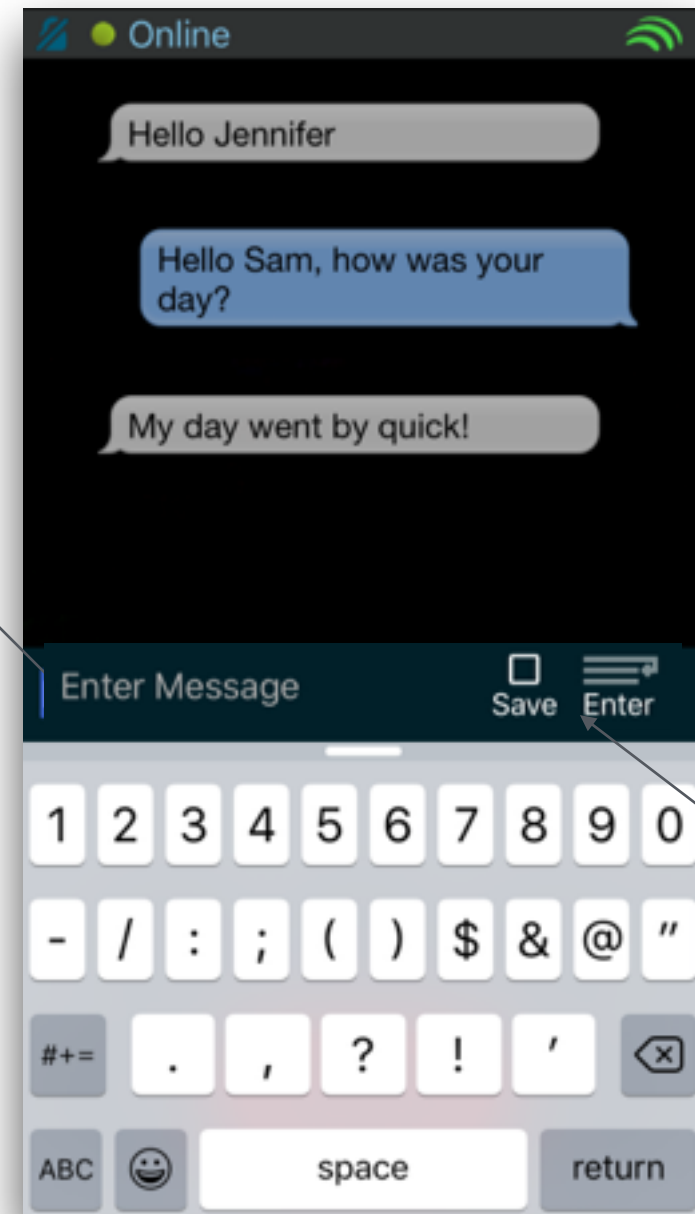 Online
Hello Jennifer
Hello Sam, how was your
day?
My day went by quick!
Enter Message
Save Enter
1 2 3 4 5 6 7 8 9 0
- / : ; ( ) $ & @ "
#+= . , ? ! '
ABC space return